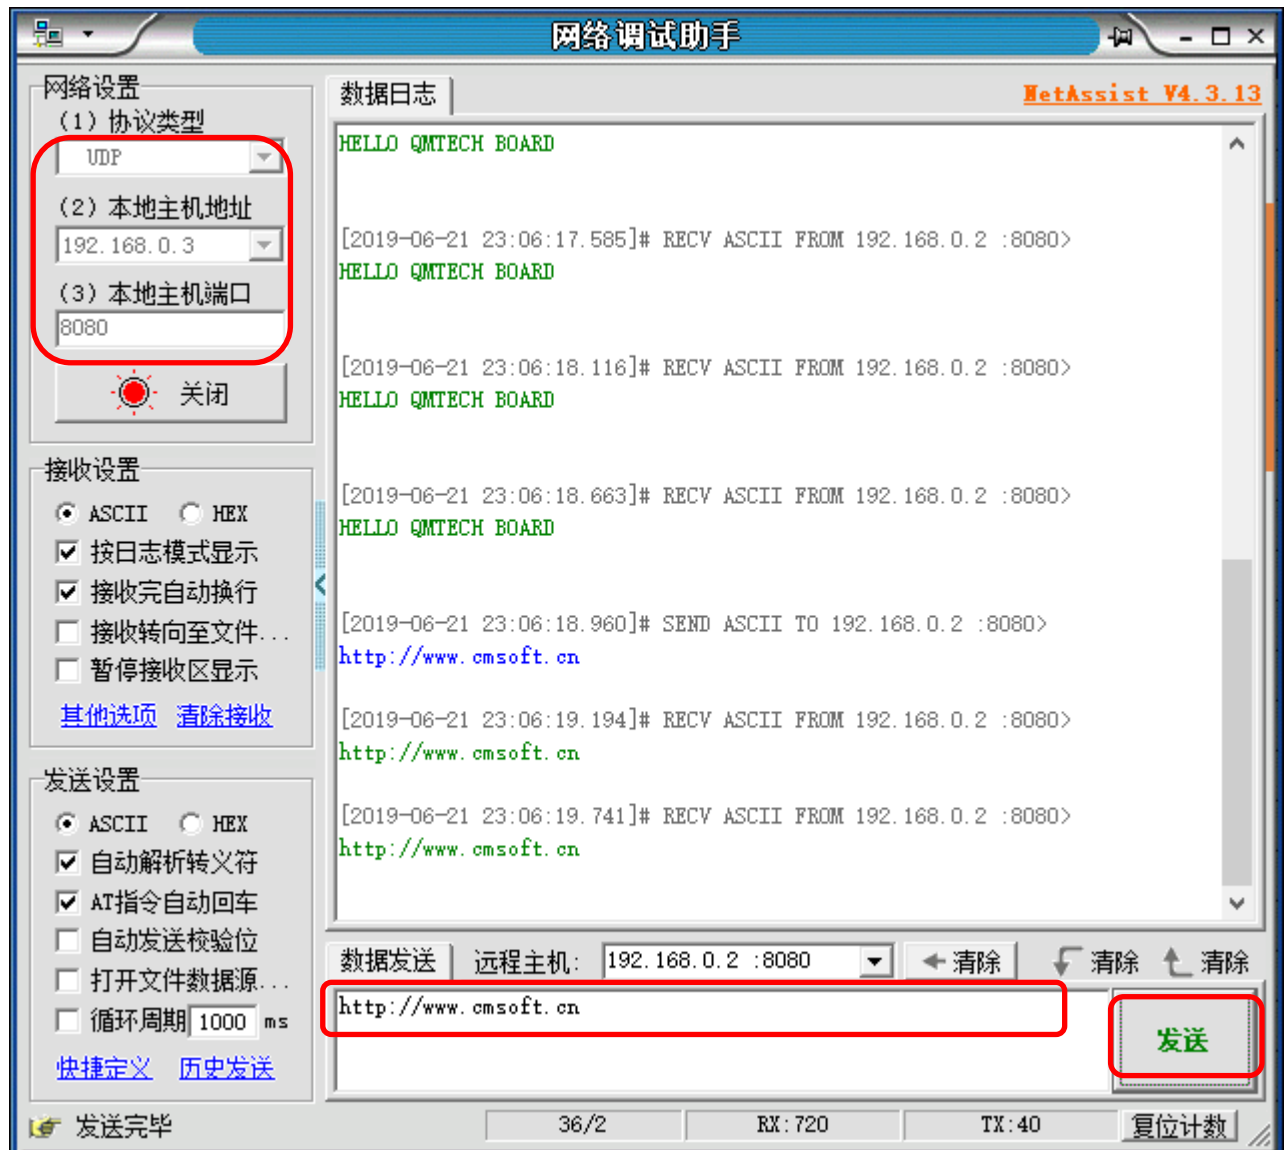 网络调试助手
网络设置
(1) 协议类型
UDP
(2) 本地主机地址
192.168.0.3
(3) 本地主机端口
8080
关闭
接收设置
ASCII HEX
按日志模式显示
接收完自动换行
接收转向至文件...
暂停接收区显示
其他选项 清除接收
发送设置
ASCII HEX
自动解析转义符
AT指令自动回车
自动发送校验位
打开文件数据源...
循环周期 1000 ms
快捷定义 历史发送
数据日志
NetAssist V4.3.13
HELLO QMTECH BOARD
[2019-06-21 23:06:17.585]# RECV ASCII FROM 192.168.0.2 :8080>
HELLO QMTECH BOARD
[2019-06-21 23:06:18.116]# RECV ASCII FROM 192.168.0.2 :8080>
HELLO QMTECH BOARD
[2019-06-21 23:06:18.663]# RECV ASCII FROM 192.168.0.2 :8080>
HELLO QMTECH BOARD
[2019-06-21 23:06:18.960]# SEND ASCII TO 192.168.0.2 :8080>
http://www.cmsoft.cn
[2019-06-21 23:06:19.194]# RECV ASCII FROM 192.168.0.2 :8080>
http://www.cmsoft.cn
[2019-06-21 23:06:19.741]# RECV ASCII FROM 192.168.0.2 :8080>
http://www.cmsoft.cn
数据发送 远程主机: 192.168.0.2 :8080 清除 清除 清除
http://www.cmsoft.cn
发送
发送完毕 36/2 RX:720 TX:40 复位计数